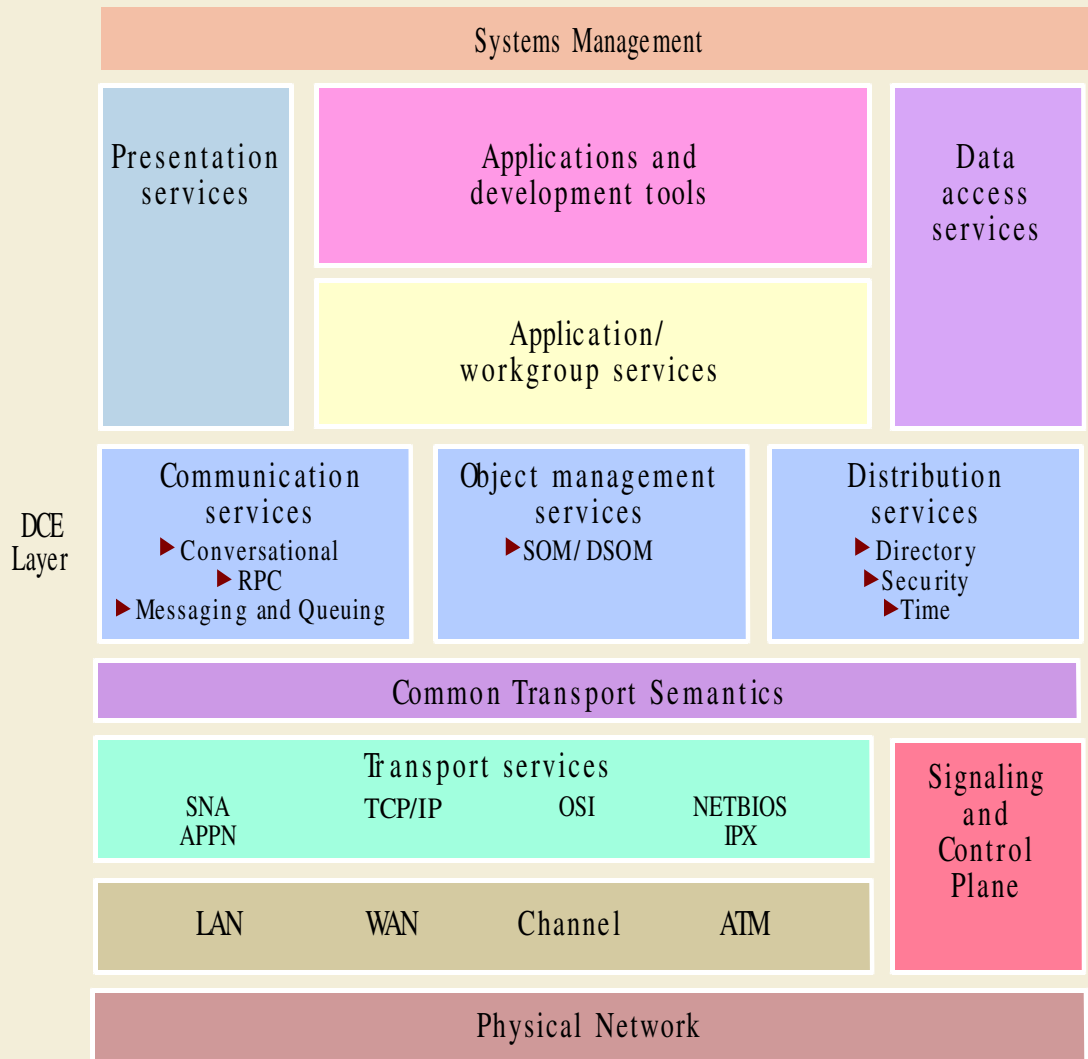 Systems Management
Presentation
services
Applications and
development tools
Data
access
services
Application/
workgroup services
DCE
Layer
Communication
services
Conversational
RPC
Messaging and Queuing
Object management
services
SOM/DSOM
Distribution
services
Directory
Security
Time
Common Transport Semantics
Transport services
SNA
APPN
TCP/IP
OSI
NETBIOS
IPX
Signaling
and
Control
Plane
LAN WAN Channel ATM
Physical Network